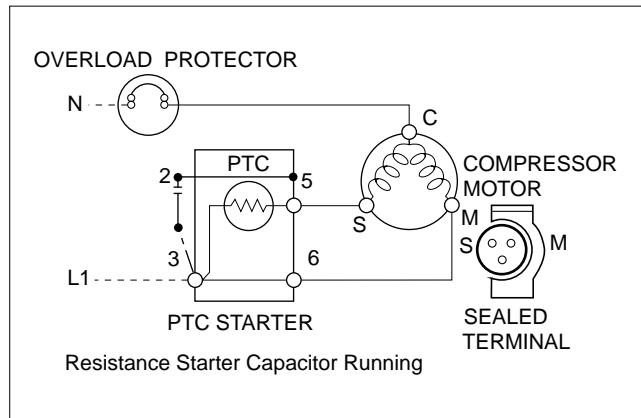 OVERLOAD PROTECTOR
N
C
PTC
2
5
COMPRESSOR
MOTOR
S
M
S
M
3
6
L1
PTC STARTER
SEALED
TERMINAL
Resistance Starter Capacitor Running